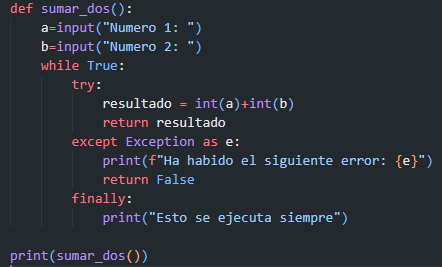 def sumar_dos():
    a=input("Numero 1: ")
    b=input("Numero 2: ")
    while True:
        try:
            resultado = int(a)+int(b)
            return resultado
        except Exception as e:
            print(f"Ha habido el siguiente error: {e}")
            return False
        finally:
            print("Esto se ejecuta siempre")
print(sumar_dos())